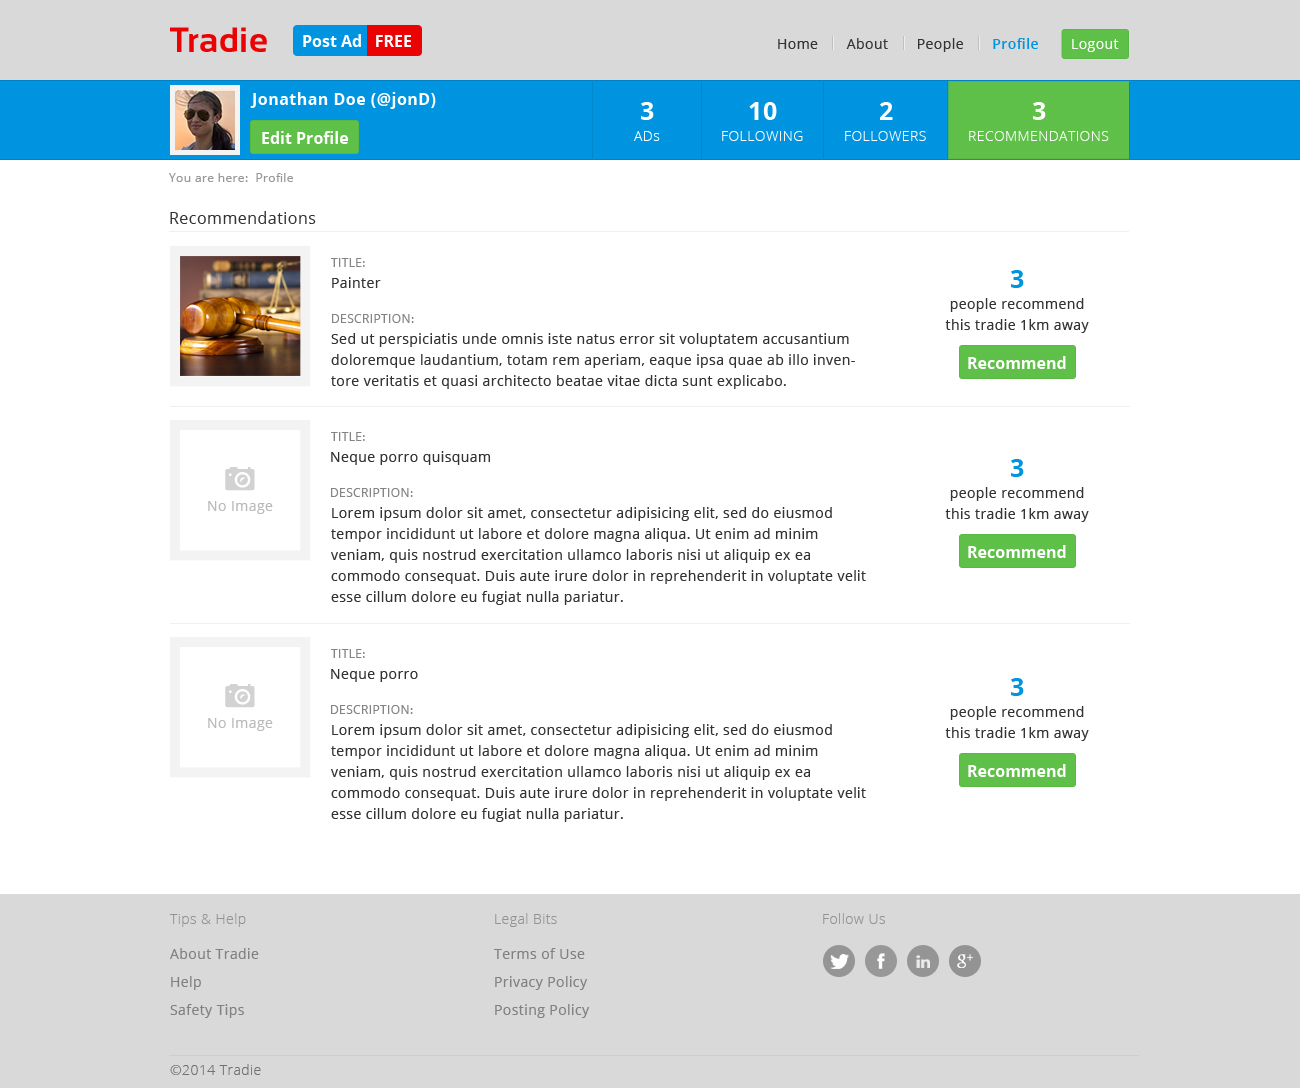 Tradie
Post Ad FREE
Home
About
People
Profile
Logout
Jonathan Doe (@jonD)
Edit Profile
3
ADs
10
FOLLOWING
2
FOLLOWERS
3
RECOMMENDATIONS
You are here: Profile
Recommendations
TITLE:
Painter
DESCRIPTION:
Sed ut perspiciatis unde omnis iste natus error sit voluptatem accusantium
doloremque laudantium, totam rem aperiam, eaque ipsa quae ab illo inven-
tore veritatis et quasi architecto beatae vitae dicta sunt explicabo.
3
people recommend
this tradie 1km away
Recommend
No Image
TITLE:
Neque porro quisquam
DESCRIPTION:
Lorem ipsum dolor sit amet, consectetur adipisicing elit, sed do eiusmod
tempor incididunt ut labore et dolore magna aliqua. Ut enim ad minim
veniam, quis nostrud exercitation ullamco laboris nisi ut aliquip ex ea
commodo consequat. Duis aute irure dolor in reprehenderit in voluptate velit
esse cillum dolore eu fugiat nulla pariatur.
3
people recommend
this tradie 1km away
Recommend
No Image
TITLE:
Neque porro
DESCRIPTION:
Lorem ipsum dolor sit amet, consectetur adipisicing elit, sed do eiusmod
tempor incididunt ut labore et dolore magna aliqua. Ut enim ad minim
veniam, quis nostrud exercitation ullamco laboris nisi ut aliquip ex ea
commodo consequat. Duis aute irure dolor in reprehenderit in voluptate velit
esse cillum dolore eu fugiat nulla pariatur.
3
people recommend
this tradie 1km away
Recommend
Tips & Help
About Tradie
Help
Safety Tips
Legal Bits
Terms of Use
Privacy Policy
Posting Policy
Follow Us
©2014 Tradie